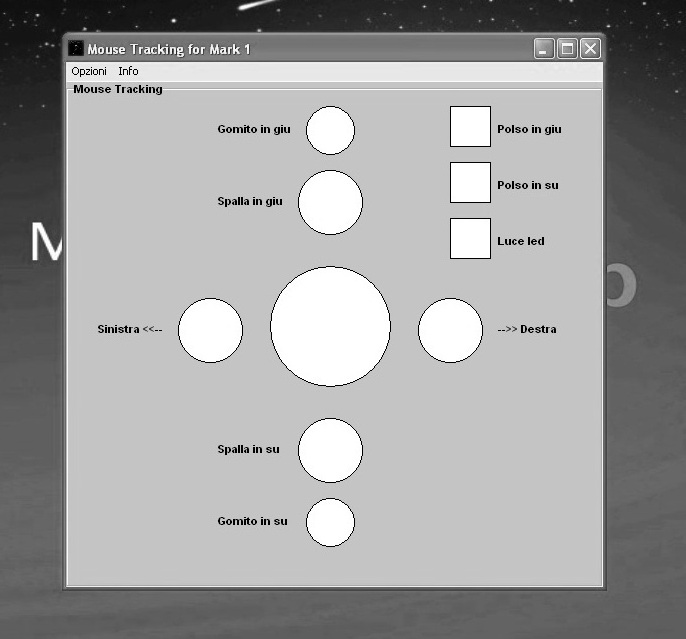 Mouse Tracking for Mark 1
Opzioni Info
Mouse Tracking
Gomito in giu
Polso in giu
Spalla in giu
Polso in su
Luce led
Sinistra <<--
-->> Destra
Spalla in su
Gomito in su